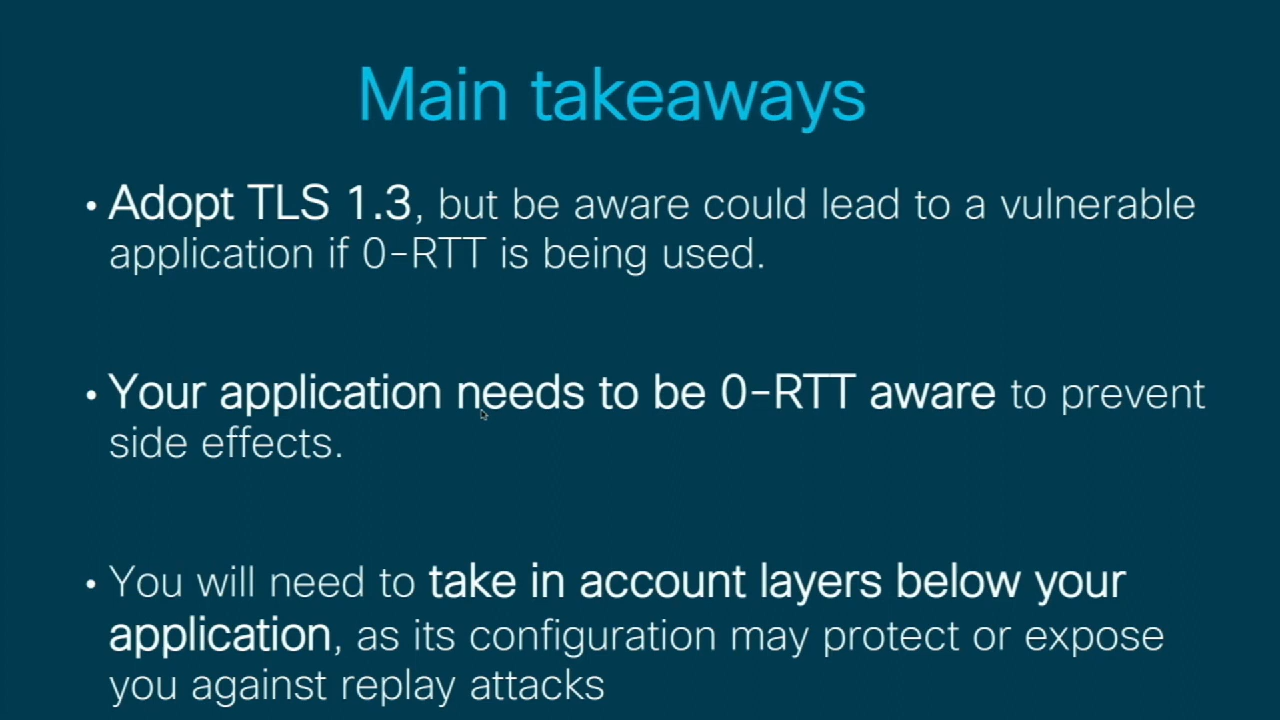 Main takeaways
• Adopt TLS 1.3, but be aware could lead to a vulnerable
application if 0-RTT is being used.
• Your application needs to be 0-RTT aware to prevent
side effects.
• You will need to take in account layers below your
application, as its configuration may protect or expose
you against replay attacks